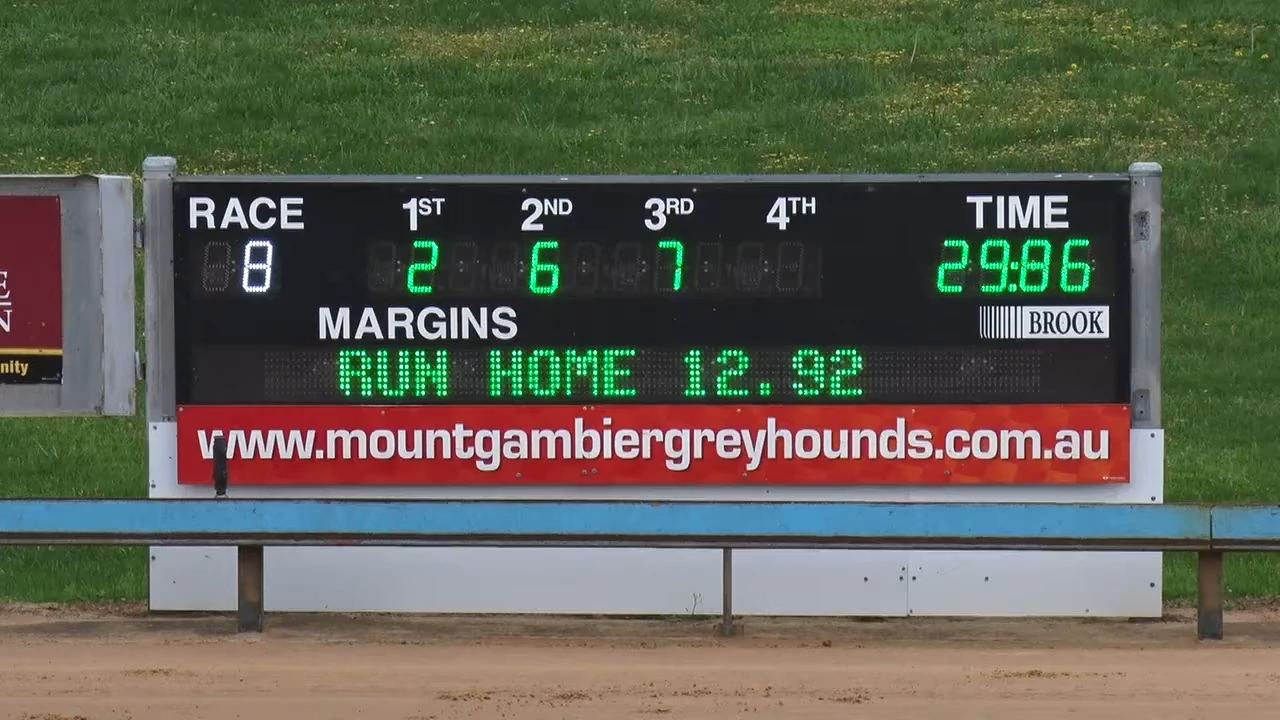 RACE 1ST 2ND 3RD 4TH TIME
8 2 6 7 29:86
MARGINS BROOK
RUN HOME 12.92
www.mountgambiergreyhounds.com.au
E
N
nity